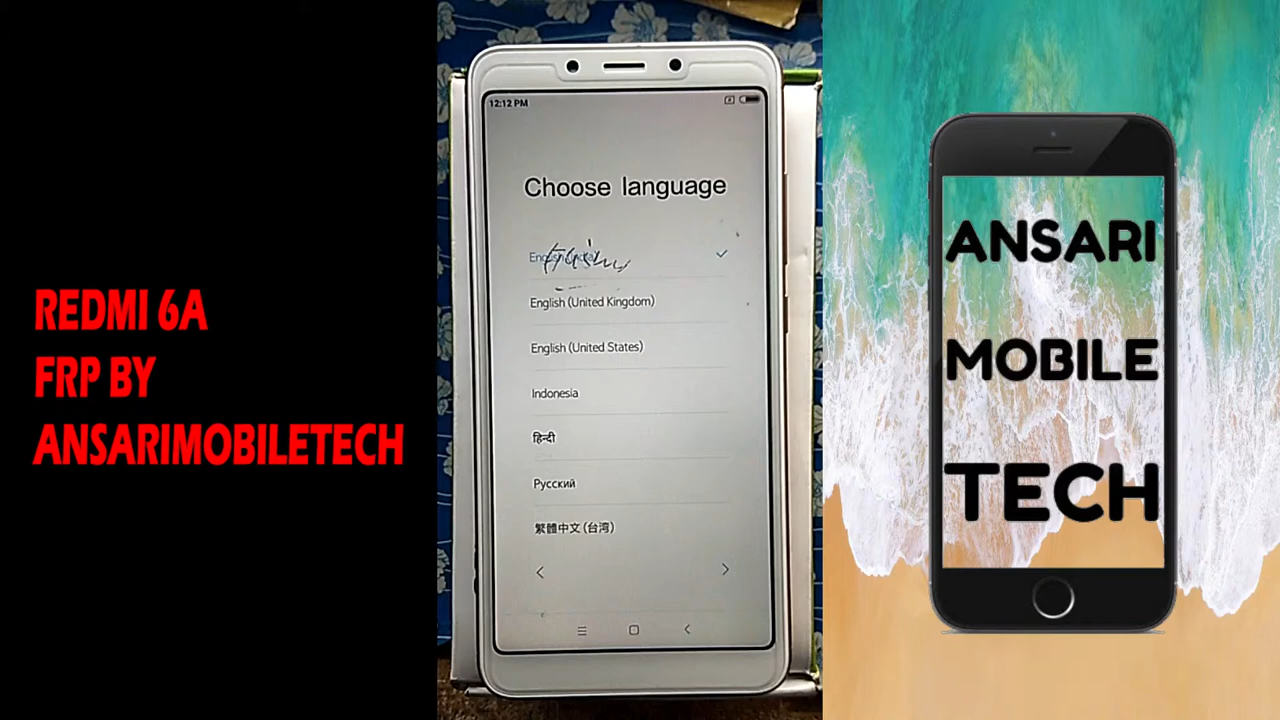 REDMI 6A
FRP BY
ANSARIMOBILETECH
12:12 PM
Choose language
English (United Kingdom)
English (United States)
Indonesia
हिन्दी
Русский
繁體中文 (台湾)
ANSARI
MOBILE
TECH